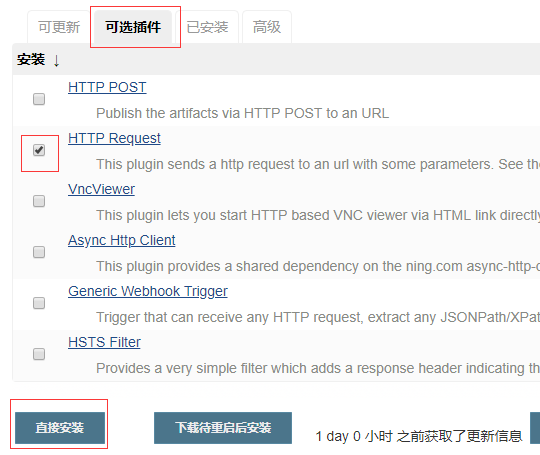 可更新 可选插件 已安装 高级
安装 ↓
HTTP POST
Publish the artifacts via HTTP POST to an URL
HTTP Request
This plugin sends a http request to an url with some parameters. See the
VncViewer
This plugin lets you start HTTP based VNC viewer via HTML link directly
Async Http Client
This plugin provides a shared dependency on the ning.com async-http-c
Generic Webhook Trigger
Trigger that can receive any HTTP request, extract any JSONPath/XPat
HSTS Filter
Provides a very simple filter which adds a response header indicating th
直接安装 下载待重启后安装 1 day 0 小时 之前获取了更新信息